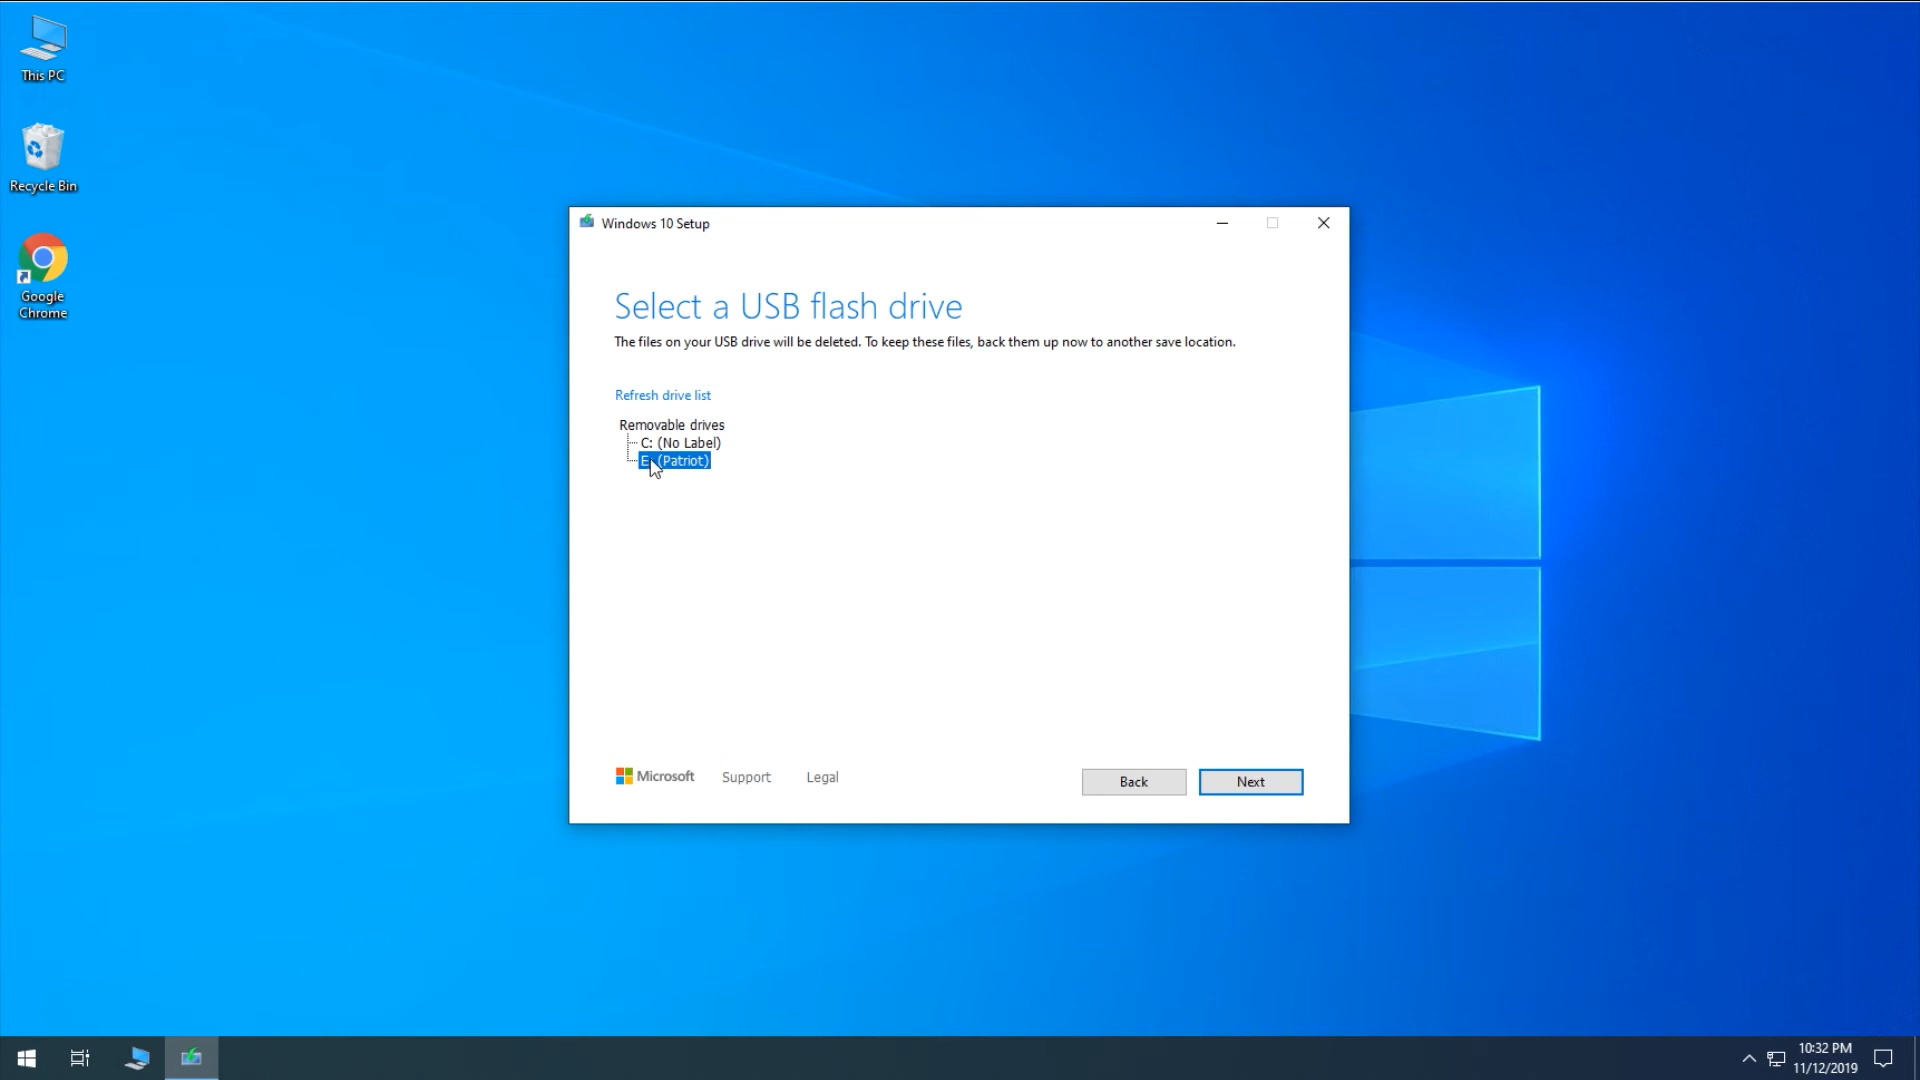 This PC
Recycle Bin
Google
Chrome
Windows 10 Setup
Select a USB flash drive
The files on your USB drive will be deleted. To keep these files, back them up now to another save location.
Refresh drive list
Removable drives
C: (No Label)
E: (Patriot)
Microsoft Support Legal
Back Next
10:32 PM
11/12/2019